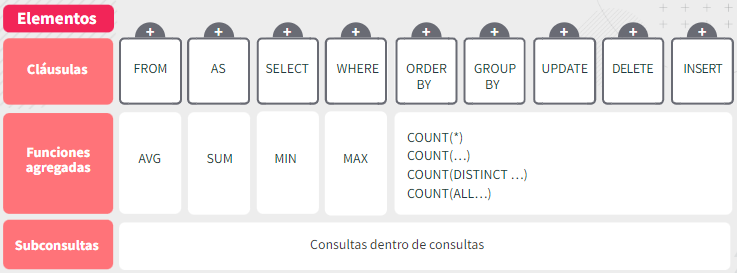 Elementos
+ + + + + + + + +
Cláusulas
FROM
AS
SELECT
WHERE
ORDER
BY
GROUP
BY
UPDATE
DELETE
INSERT
Funciones
agregadas
AVG
SUM
MIN
MAX
COUNT(*)
COUNT(...)
COUNT(DISTINCT ...)
COUNT(ALL...)
Subconsultas
Consultas dentro de consultas